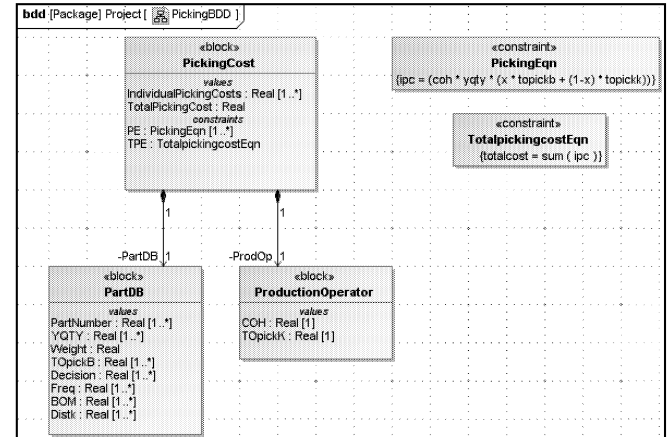 bdd [Package] Project [ PickingBDD ]
«block»
PickingCost
values
IndividualPickingCosts : Real [1..*]
TotalPickingCost : Real
constraints
PE : PickingEqn [1..*]
TPE : TotalpickingcostEqn
«constraint»
PickingEqn
{ipc = (coh * yqty * (x * topickb + (1-x) * topickk))}
«constraint»
TotalpickingcostEqn
{totalcost = sum ( ipc )}
1
1
-PartDB 1
-ProdOp 1
«block»
PartDB
values
PartNumber : Real [1..*]
YQTY : Real [1..*]
Weight : Real
TOpickB : Real [1..*]
Decision : Real [1..*]
Freq : Real [1..*]
BOM : Real [1..*]
Distk : Real [1..*]
«block»
ProductionOperator
values
COH : Real [1]
TOpickK : Real [1]